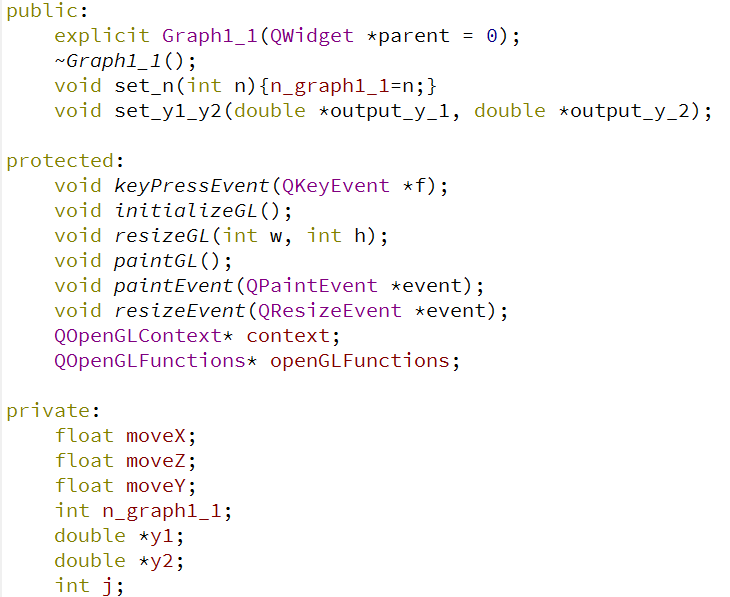 public:
    explicit Graph1_1(QWidget *parent = 0);
    ~Graph1_1();
    void set_n(int n){n_graph1_1=n;}
    void set_y1_y2(double *output_y_1, double *output_y_2);

protected:
    void keyPressEvent(QKeyEvent *f);
    void initializeGL();
    void resizeGL(int w, int h);
    void paintGL();
    void paintEvent(QPaintEvent *event);
    void resizeEvent(QResizeEvent *event);
    QOpenGLContext* context;
    QOpenGLFunctions* openGLFunctions;

private:
    float moveX;
    float moveZ;
    float moveY;
    int n_graph1_1;
    double *y1;
    double *y2;
    int j;